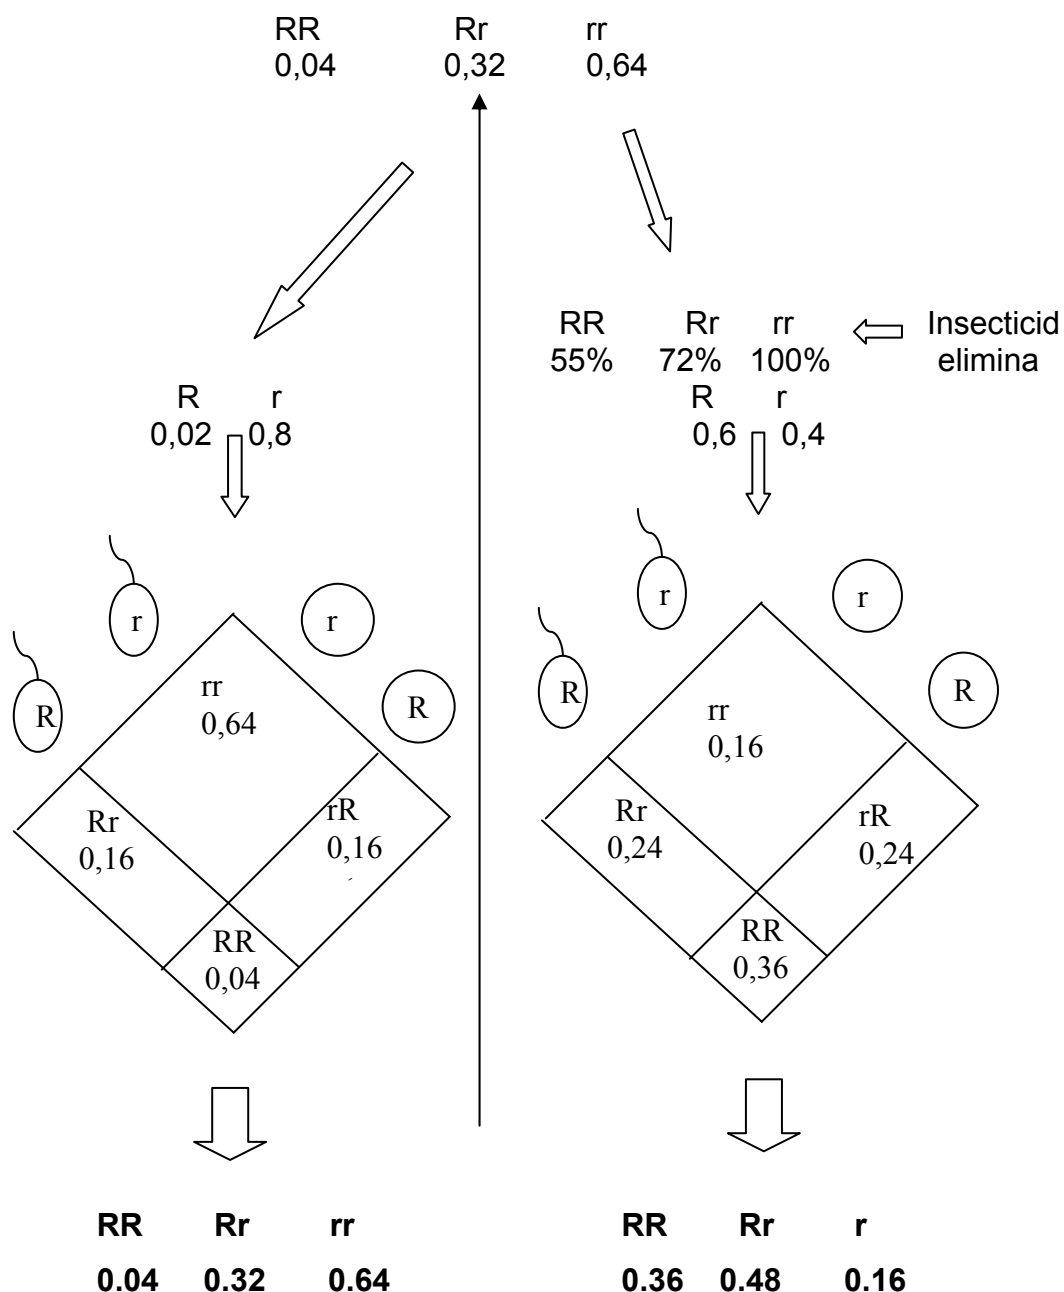 RR Rr rr
0,04 0,32 0,64
RR Rr rr
55% 72% 100%
Insecticid
elimina
R r
0,02 0,8
R r
0,6 0,4
r
r
R
R
rr
0,64
Rr
0,16
rR
0,16
RR
0,04
r
r
R
R
rr
0,16
Rr
0,24
rR
0,24
RR
0,36
RR Rr rr
0.04 0.32 0.64
RR Rr r
0.36 0.48 0.16